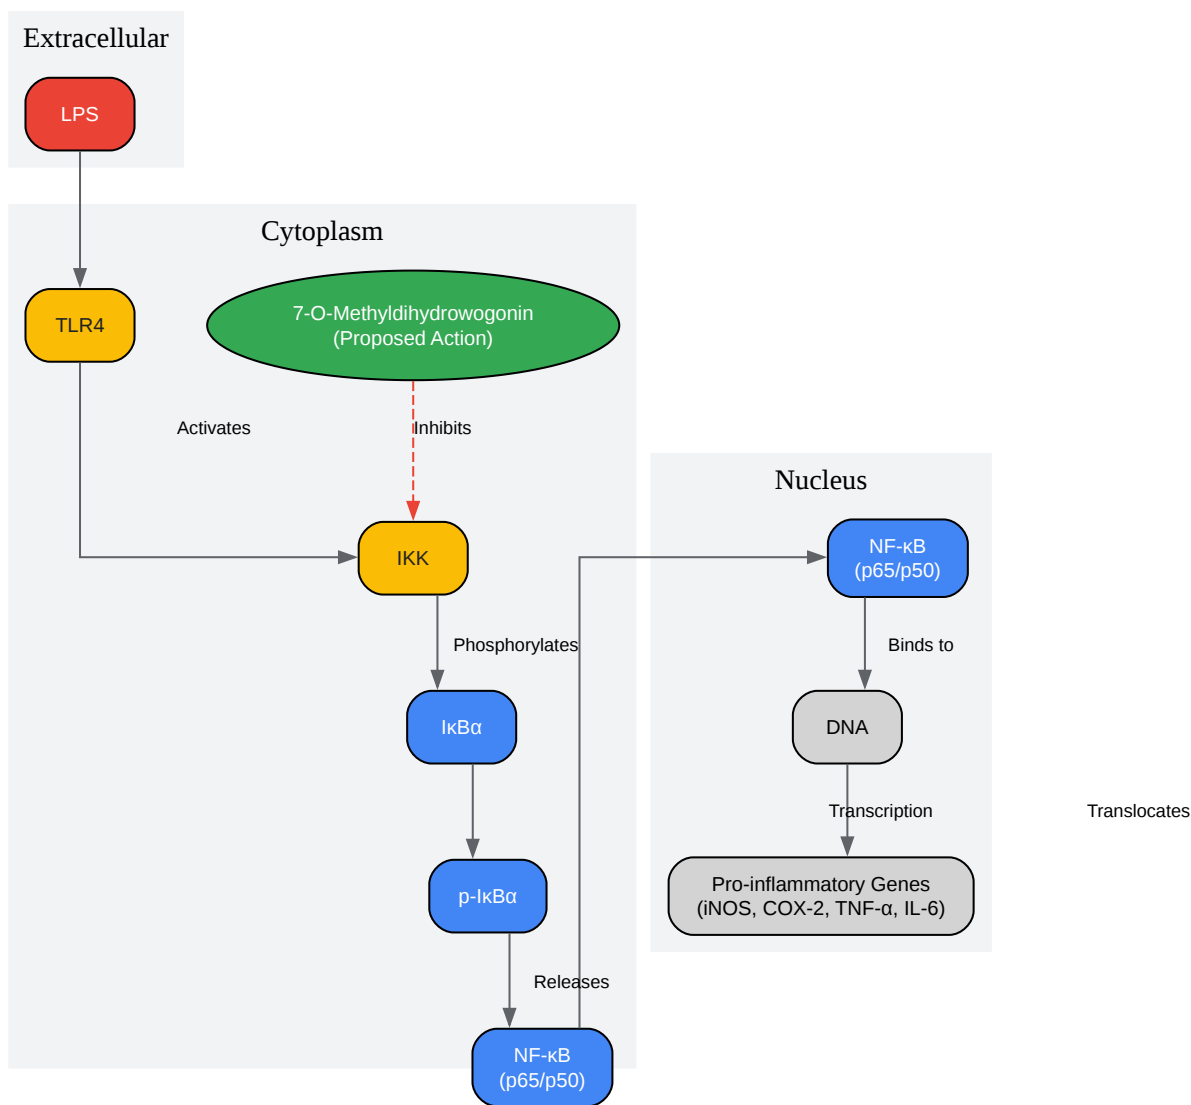 Extracellular
LPS
Cytoplasm
TLR4
7-O-Methyldihydrowogonin
(Proposed Action)
Activates
Inhibits
Nucleus
IKK
NF-κB
(p65/p50)
Phosphorylates
Binds to
IκBα
DNA
Transcription
Translocates
p-IκBα
Pro-inflammatory Genes
(iNOS, COX-2, TNF-α, IL-6)
Releases
NF-κB
(p65/p50)